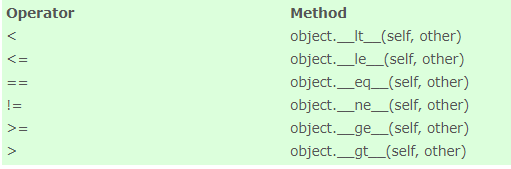 Operator Method
< object.__lt__(self, other)
<= object.__le__(self, other)
== object.__eq__(self, other)
!= object.__ne__(self, other)
>= object.__ge__(self, other)
> object.__gt__(self, other)